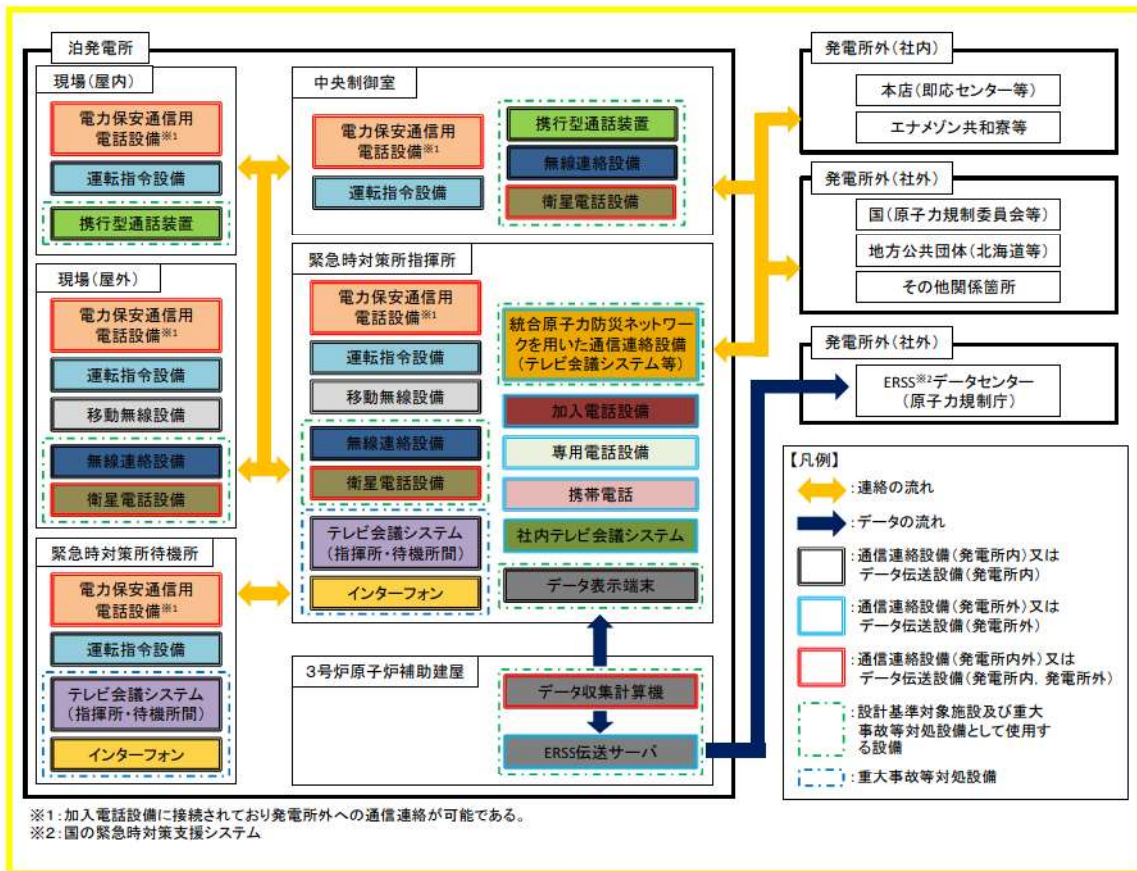 泊発電所
現場(屋内)
電力保安通信用
電話設備※1
運転指令設備
携行型通話装置
現場(屋外)
電力保安通信用
電話設備※1
運転指令設備
移動無線設備
無線連絡設備
衛星電話設備
緊急時対策所待機所
電力保安通信用
電話設備※1
運転指令設備
テレビ会議システム
(指揮所・待機所間)
インターフォン
中央制御室
電力保安通信用
電話設備※1
運転指令設備
携行型通話装置
無線連絡設備
衛星電話設備
緊急時対策所指揮所
電力保安通信用
電話設備※1
運転指令設備
移動無線設備
無線連絡設備
衛星電話設備
テレビ会議システム
(指揮所・待機所間)
インターフォン
統合原子力防災ネットワー
クを用いた通信連絡設備
(テレビ会議システム等)
加入電話設備
専用電話設備
携帯電話
社内テレビ会議システム
データ表示端末
3号炉原子炉補助建屋
データ収集計算機
ERSS伝送サーバ
発電所外(社内)
本店(即応センター等)
エナメゾン共和寮等
発電所外(社外)
国(原子力規制委員会等)
地方公共団体(北海道等)
その他関係箇所
発電所外(社外)
ERSS※2データセンター
(原子力規制庁)
【凡例】
:連絡の流れ
:データの流れ
:通信連絡設備(発電所内)又は
データ伝送設備(発電所内)
:通信連絡設備(発電所外)又は
データ伝送設備(発電所外)
:通信連絡設備(発電所内外)又は
データ伝送設備(発電所内、発電所外)
:設計基準対象施設及び重大
事故等対処設備として使用す
る設備
:重大事故等対処設備
※1:加入電話設備に接続されており発電所外への通信連絡が可能である。
※2:国の緊急時対策支援システム